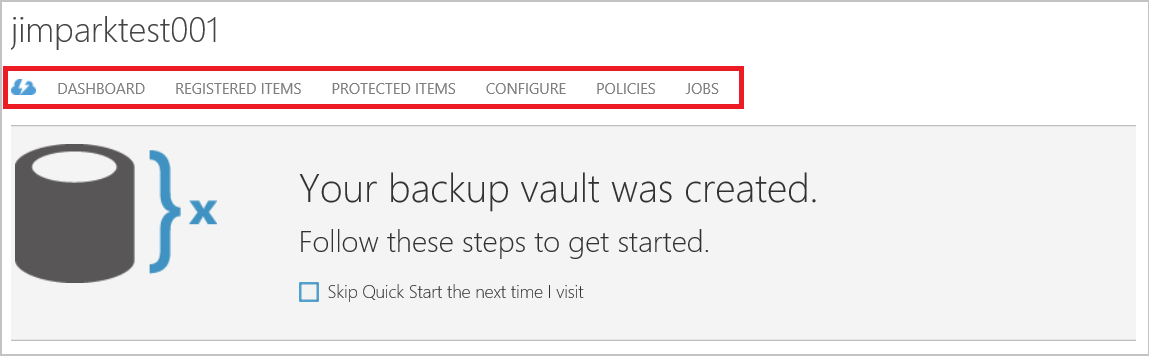 jimparktest001
DASHBOARD REGISTERED ITEMS PROTECTED ITEMS CONFIGURE POLICIES JOBS
Your backup vault was created.
Follow these steps to get started.
Skip Quick Start the next time I visit